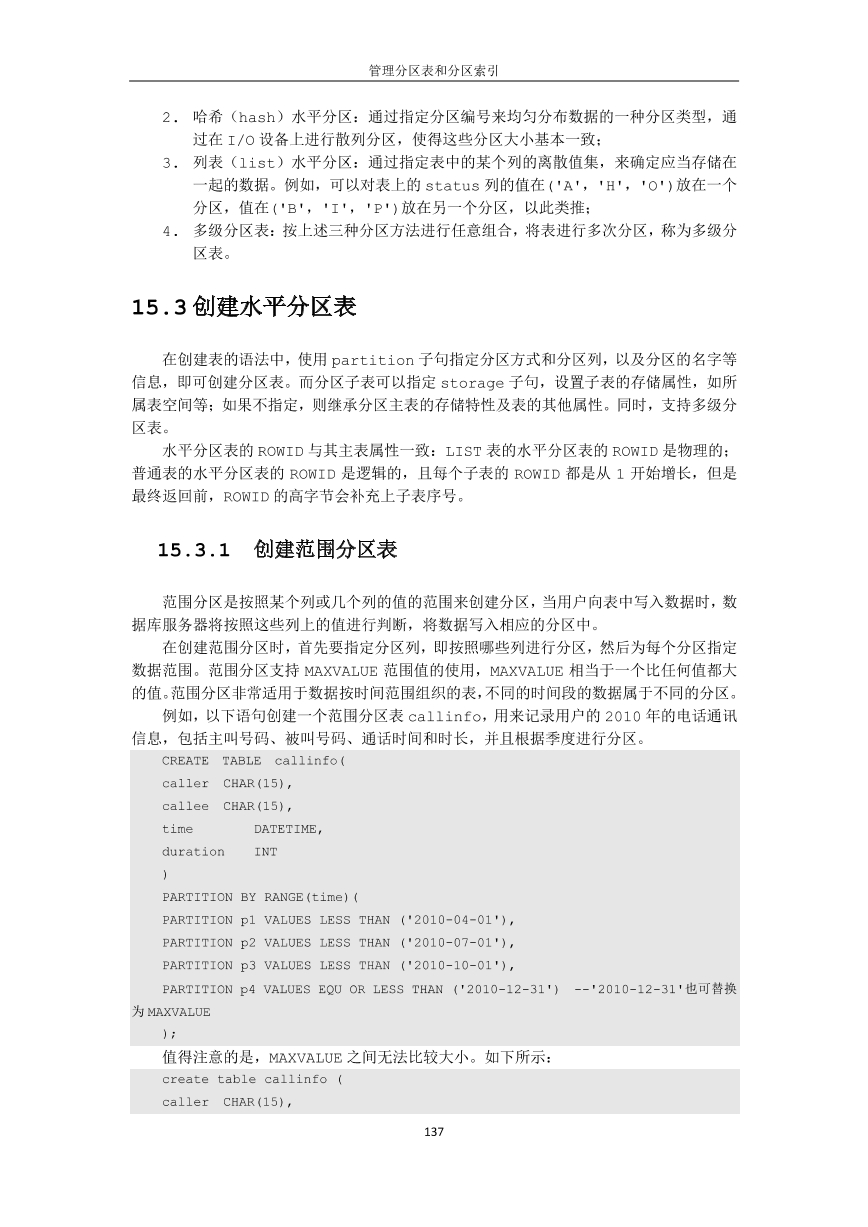 管理分区表和分区索引
2. 哈希（hash）水平分区：通过指定分区编号来均匀分布数据的一种分区类型，通
过在 I/O 设备上进行散列分区，使得这些分区大小基本一致；
3. 列表（list）水平分区：通过指定表中的某个列的离散值集，来确定应当存储在
一起的数据。例如，可以对表上的 status 列的值在('A'，'H'，'O')放在一个
分区，值在('B'，'I'，'P')放在另一个分区，以此类推；
4. 多级分区表：按上述三种分区方法进行任意组合，将表进行多次分区，称为多级分
区表。
15.3 创建水平分区表
在创建表的语法中，使用 partition 子句指定分区方式和分区列，以及分区的名字等
信息，即可创建分区表。而分区子表可以指定 storage 子句，设置子表的存储属性，如所
属表空间等；如果不指定，则继承分区主表的存储特性及表的其他属性。同时，支持多级分
区表。
水平分区表的 ROWID 与其主表属性一致：LIST 表的水平分区表的 ROWID 是物理的；
普通表的水平分区表的 ROWID 是逻辑的，且每个子表的 ROWID 都是从 1 开始增长，但是
最终返回前，ROWID 的高字节会补充上子表序号。
15.3.1 创建范围分区表
范围分区是按照某个列或几个列的值的范围来创建分区，当用户向表中写入数据时，数
据库服务器将按照这些列上的值进行判断，将数据写入相应的分区中。
在创建范围分区时，首先要指定分区列，即按照哪些列进行分区，然后为每个分区指定
数据范围。范围分区支持 MAXVALUE 范围值的使用，MAXVALUE 相当于一个比任何值都大
的值。范围分区非常适用于数据按时间范围组织的表，不同的时间段的数据属于不同的分区。
例如，以下语句创建一个范围分区表 callinfo，用来记录用户的 2010 年的电话通讯
信息，包括主叫号码、被叫号码、通话时间和时长，并且根据季度进行分区。
CREATE TABLE callinfo(
caller CHAR(15),
callee CHAR(15),
time DATETIME,
duration INT
)
PARTITION BY RANGE(time)(
PARTITION p1 VALUES LESS THAN ('2010-04-01'),
PARTITION p2 VALUES LESS THAN ('2010-07-01'),
PARTITION p3 VALUES LESS THAN ('2010-10-01'),
PARTITION p4 VALUES EQU OR LESS THAN ('2010-12-31') --'2010-12-31'也可替换
为 MAXVALUE
);
值得注意的是，MAXVALUE 之间无法比较大小。如下所示：
create table callinfo (
caller CHAR(15),
137